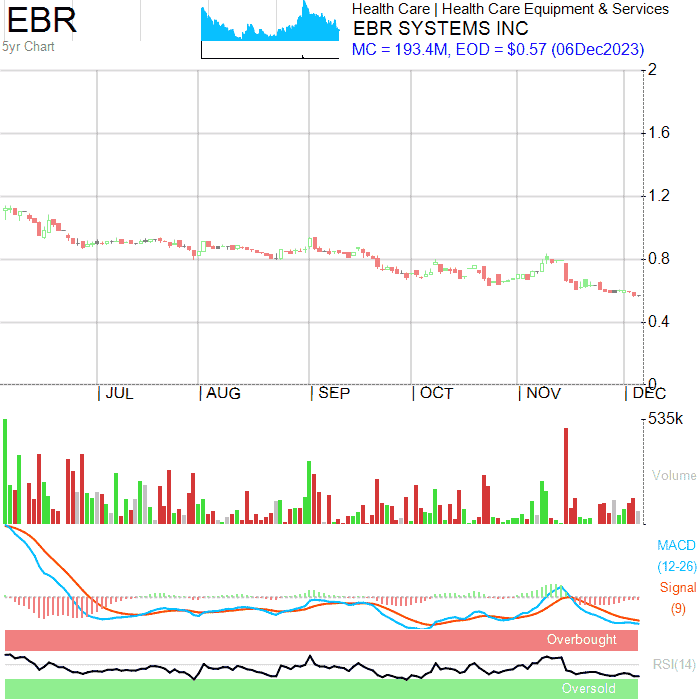 EBR
5yr Chart
Health Care | Health Care Equipment & Services
EBR SYSTEMS INC
MC = 193.4M, EOD = $0.57 (06Dec2023)
2
1.6
1.2
0.8
0.4
0
JUL AUG SEP OCT NOV DEC
535k
Volume
MACD
(12-26)
Signal
(9)
Overbought
RSI(14)
Oversold